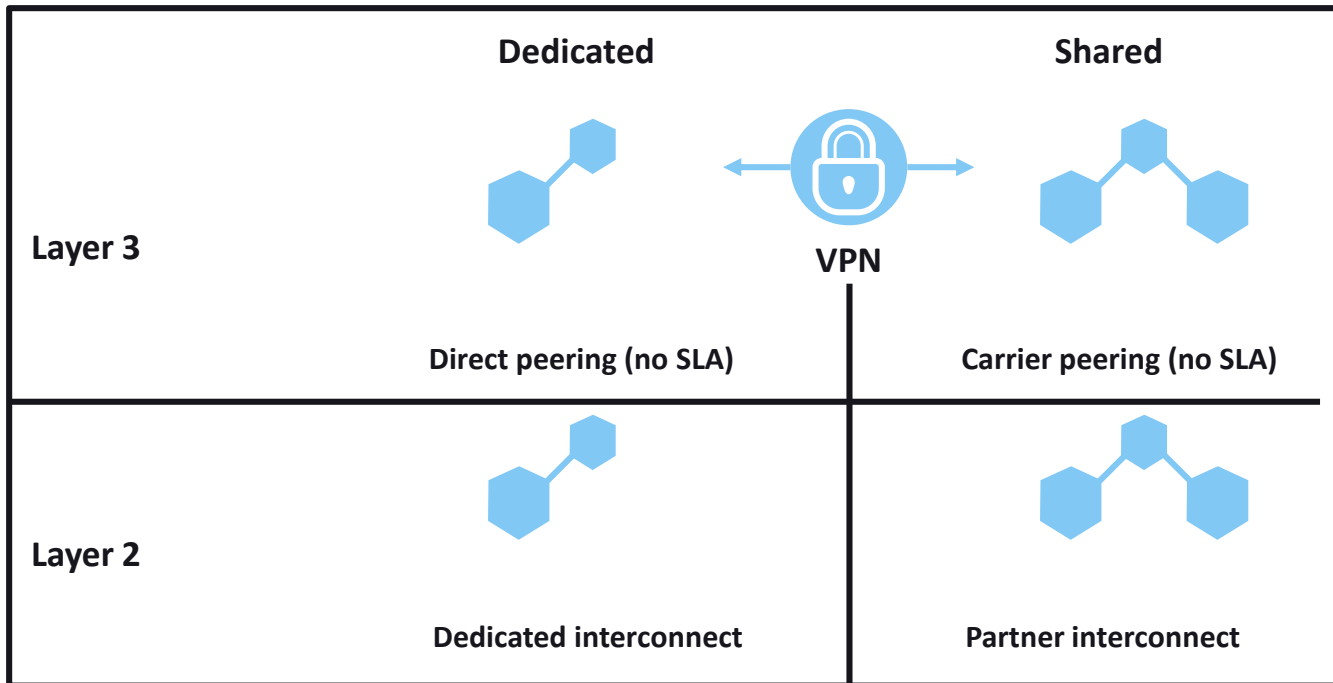 Dedicated
Shared
Layer 3
VPN
Direct peering (no SLA)
Carrier peering (no SLA)
Layer 2
Dedicated interconnect
Partner interconnect